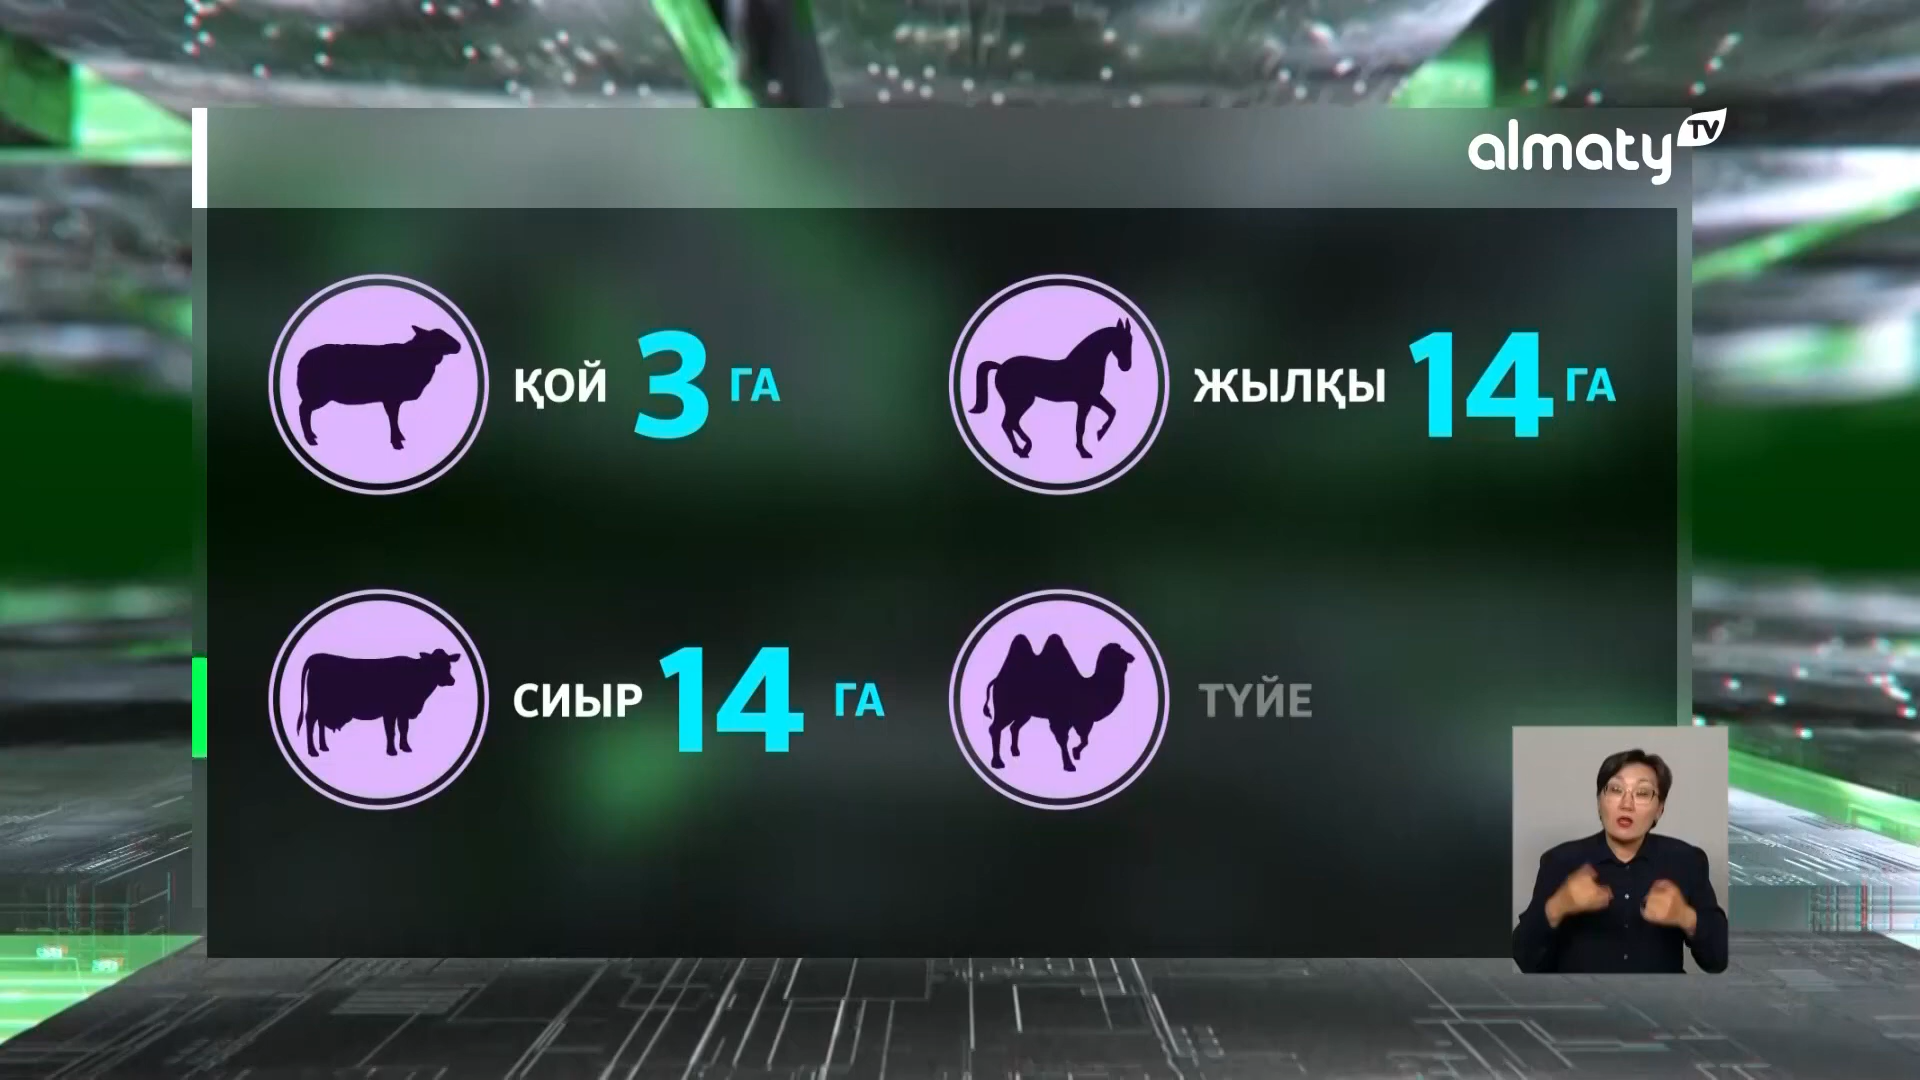 almaty TV
ҚОЙ 3 ГА
ЖЫЛҚЫ 14 ГА
СИЫР 14 ГА
ТҮЙЕ